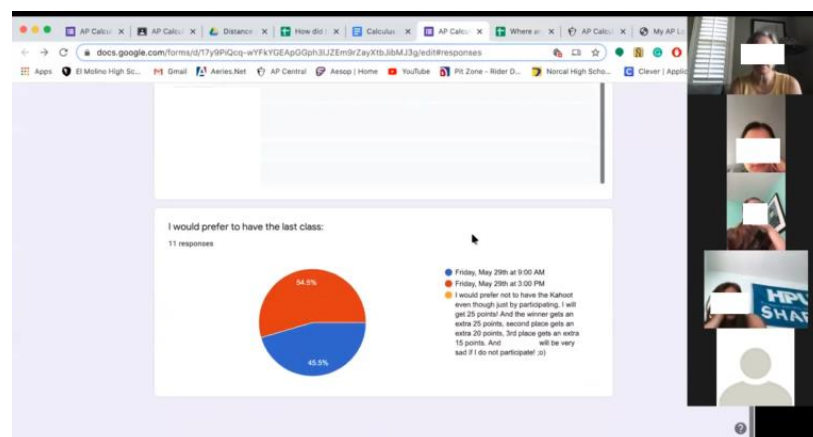 AP Calcu
AP Calcu
Distance
How did
Calculus
AP Calcu
Where ar
AP Calcu
My AP Lo
docs.google.com/forms/d/17y9PiQcq-wYFkYGEApGGph3lJZEm9rZayXtbJibMJ3g/edit#responses
Apps
El Molino High Sc...
Gmail
Aeries.Net
AP Central
Aesop | Home
YouTube
Pit Zone - Rider D...
Norcal High Scho...
Clever | Applic
I would prefer to have the last class:
11 responses
54.5%
45.5%
Friday, May 29th at 9:00 AM
Friday, May 29th at 3:00 PM
I would prefer not to have the Kahoot
even though just by participating, I will
get 25 points! And the winner gets an
extra 25 points, second place gets an
extra 20 points, 3rd place gets an extra
15 points. And will be very
sad if I do not participate! ;o)
HPU
SHAR